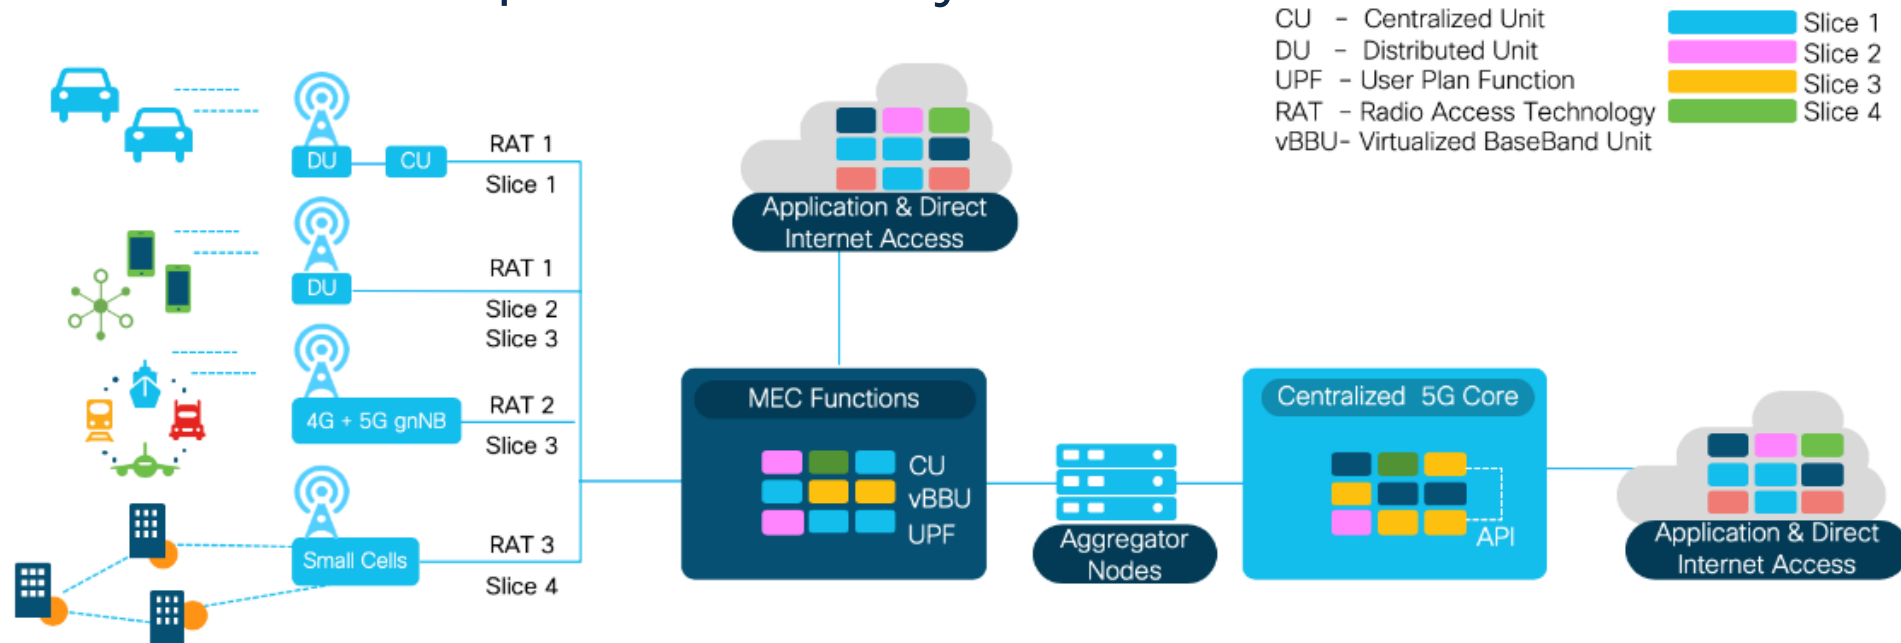 CU – Centralized Unit
DU – Distributed Unit
UPF – User Plan Function
RAT – Radio Access Technology
vBBU– Virtualized BaseBand Unit
Slice 1
Slice 2
Slice 3
Slice 4
DU
CU
RAT 1
Slice 1
DU
RAT 1
Slice 2
Slice 3
4G + 5G gnNB
RAT 2
Slice 3
Small Cells
RAT 3
Slice 4
Application & Direct
Internet Access
MEC Functions
CU
vBBU
UPF
Aggregator
Nodes
Centralized 5G Core
API
Application & Direct
Internet Access